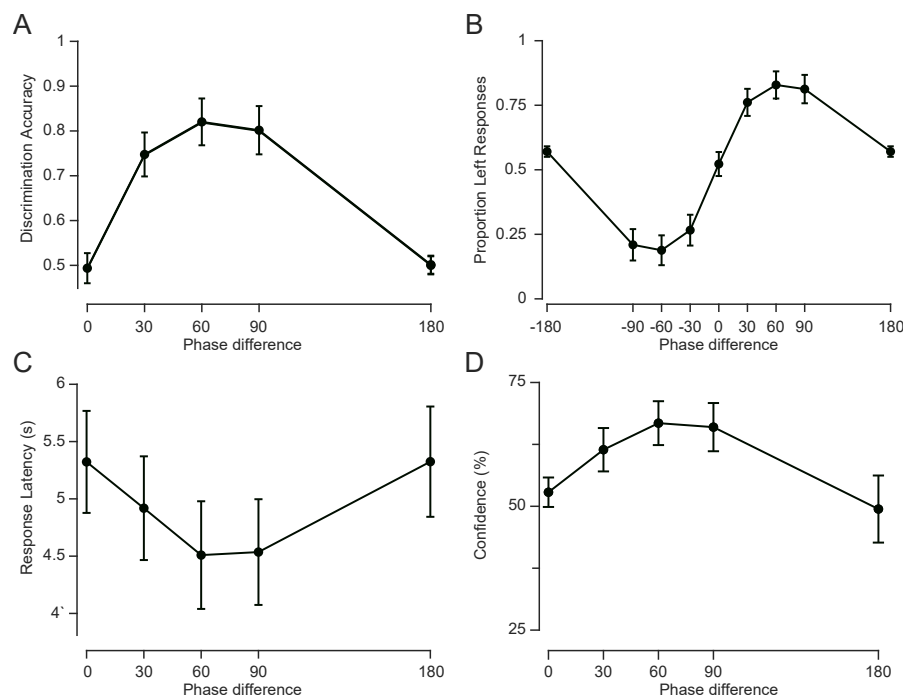 A
Discrimination Accuracy
1
0.9
0.8
0.7
0.6
0.5
0 30 60 90 180
Phase difference
B
Proportion Left Responses
1
0.75
0.5
0.25
0
-180 -90 -60 -30 0 30 60 90 180
Phase difference
C
Response Latency (s)
6
5.5
5
4.5
4`
0 30 60 90 180
Phase difference
D
Confidence (%)
75
50
25
0 30 60 90 180
Phase difference